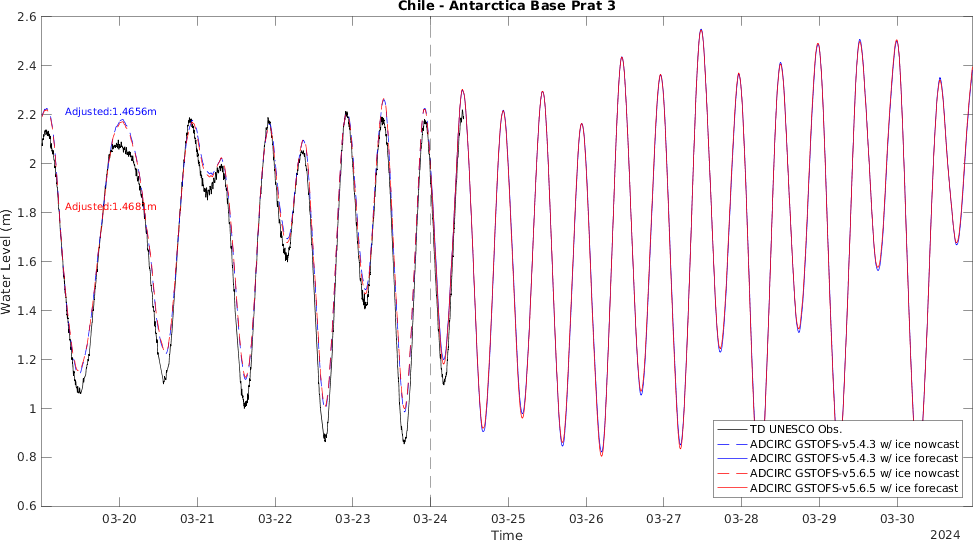 Chile - Antarctica Base Prat 3
2.6
2.4
2.2
2
1.8
1.6
1.4
1.2
1
0.8
0.6
Water Level (m)
Adjusted:1.4656m
Adjusted:1.4681m
TD UNESCO Obs.
ADCIRC GSTOFS-v5.4.3 w/ ice nowcast
ADCIRC GSTOFS-v5.4.3 w/ ice forecast
ADCIRC GSTOFS-v5.6.5 w/ ice nowcast
ADCIRC GSTOFS-v5.6.5 w/ ice forecast
03-20 03-21 03-22 03-23 03-24 03-25 03-26 03-27 03-28 03-29 03-30
Time
2024